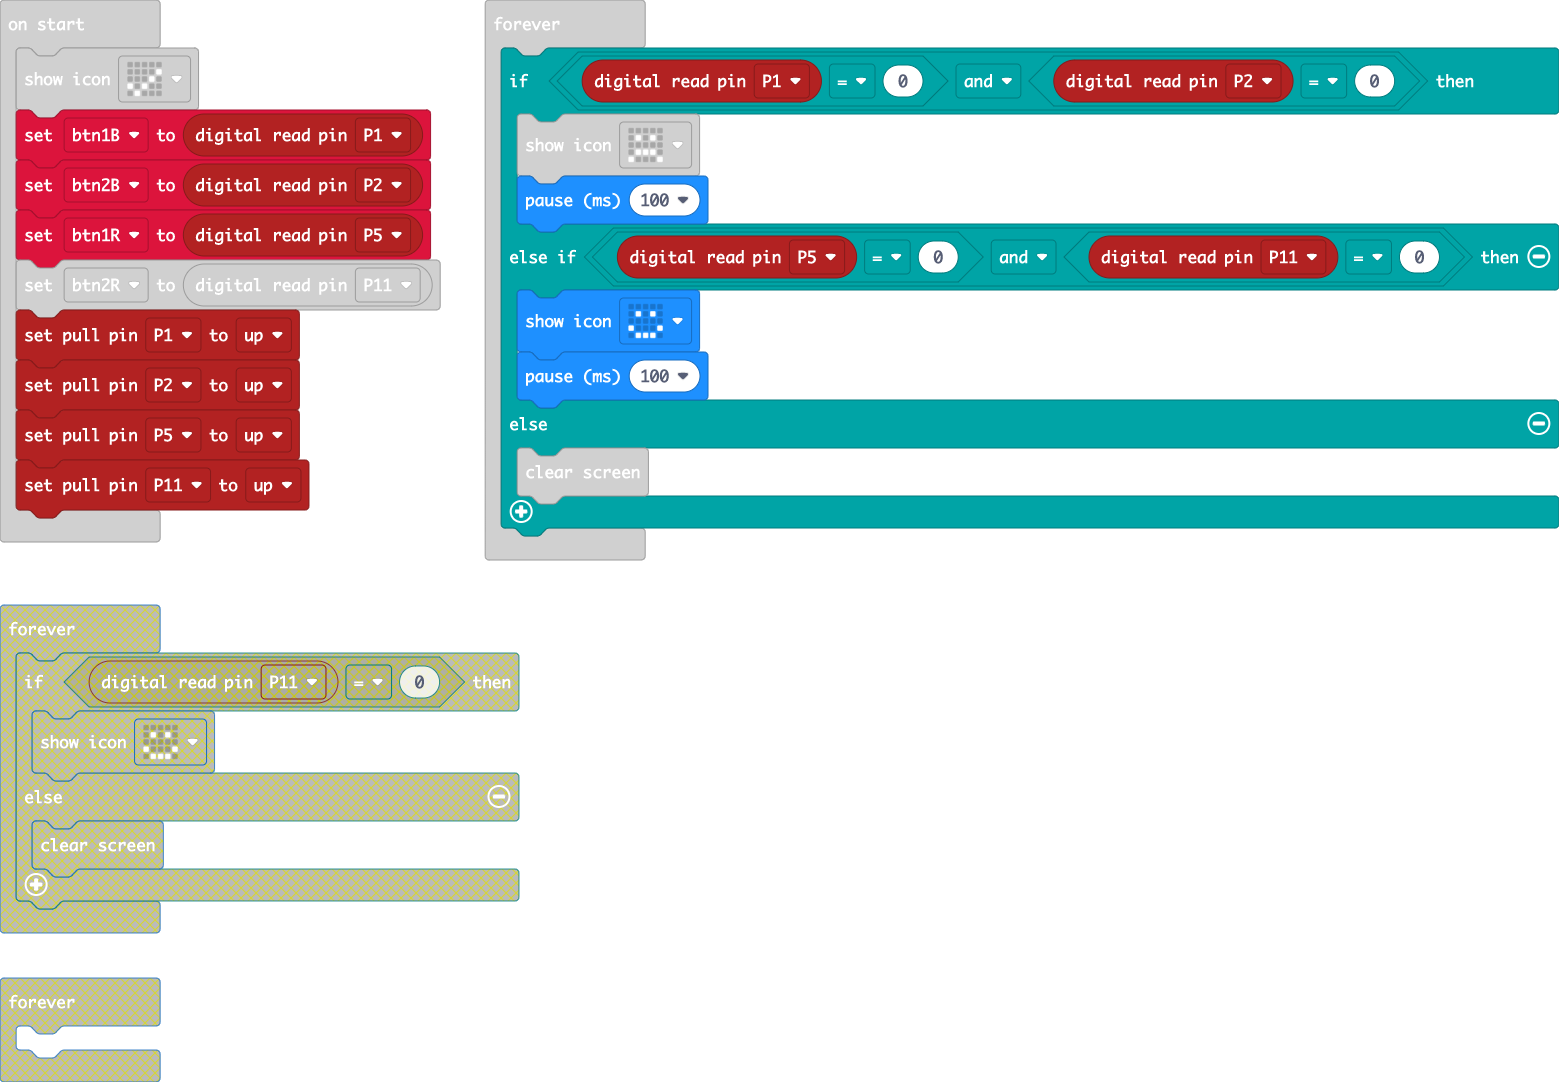 on start
show icon
set btn1B to digital read pin P1
set btn2B to digital read pin P2
set btn1R to digital read pin P5
set btn2R to digital read pin P11
set pull pin P1 to up
set pull pin P2 to up
set pull pin P5 to up
set pull pin P11 to up
forever
if digital read pin P1 = 0 and digital read pin P2 = 0 then
show icon
pause (ms) 100
else if digital read pin P5 = 0 and digital read pin P11 = 0 then
show icon
pause (ms) 100
else
clear screen
forever
if digital read pin P11 = 0 then
show icon
else
clear screen
forever